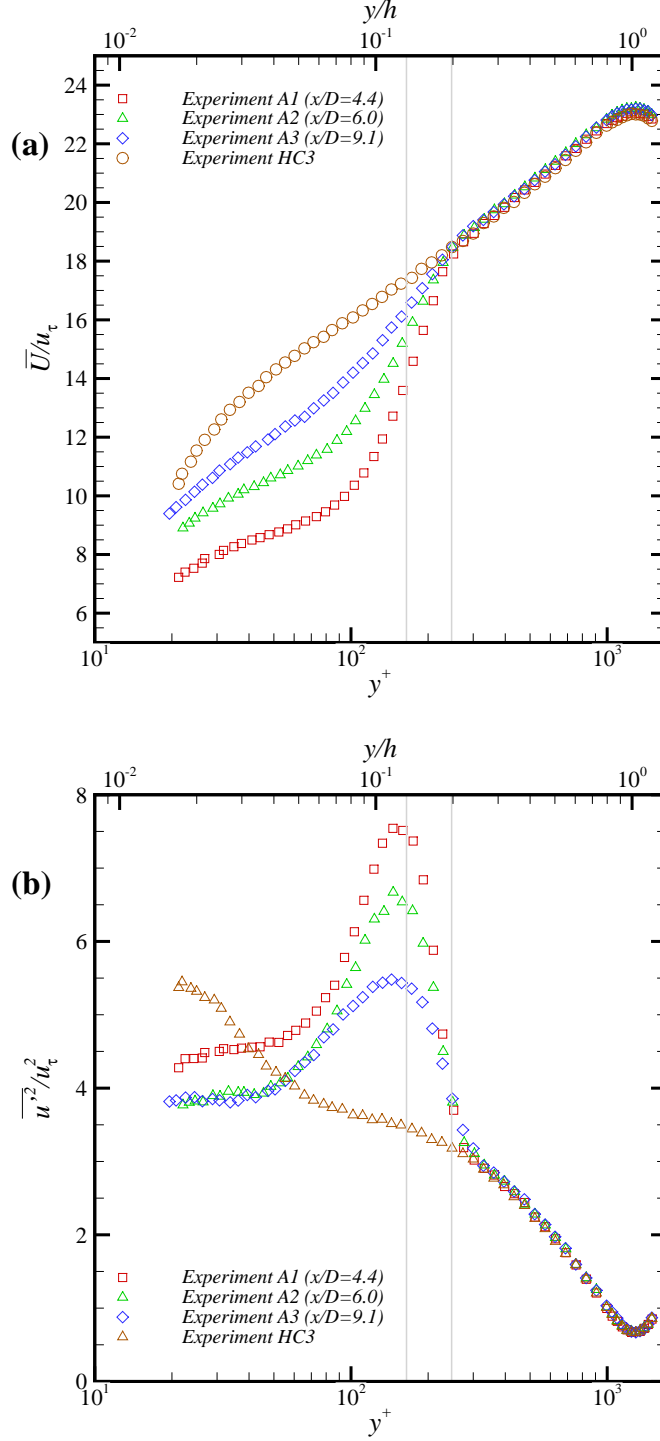 y/h
10⁻² 10⁻¹ 10⁰
24
22
20
18
16
14
12
10
8
6
(a)
U̅/u_τ
Experiment A1 (x/D=4.4)
Experiment A2 (x/D=6.0)
Experiment A3 (x/D=9.1)
Experiment HC3
10¹ 10² 10³
y⁺
y/h
10⁻² 10⁻¹ 10⁰
8
6
4
2
0
(b)
u'²/u_τ²
Experiment A1 (x/D=4.4)
Experiment A2 (x/D=6.0)
Experiment A3 (x/D=9.1)
Experiment HC3
10¹ 10² 10³
y⁺